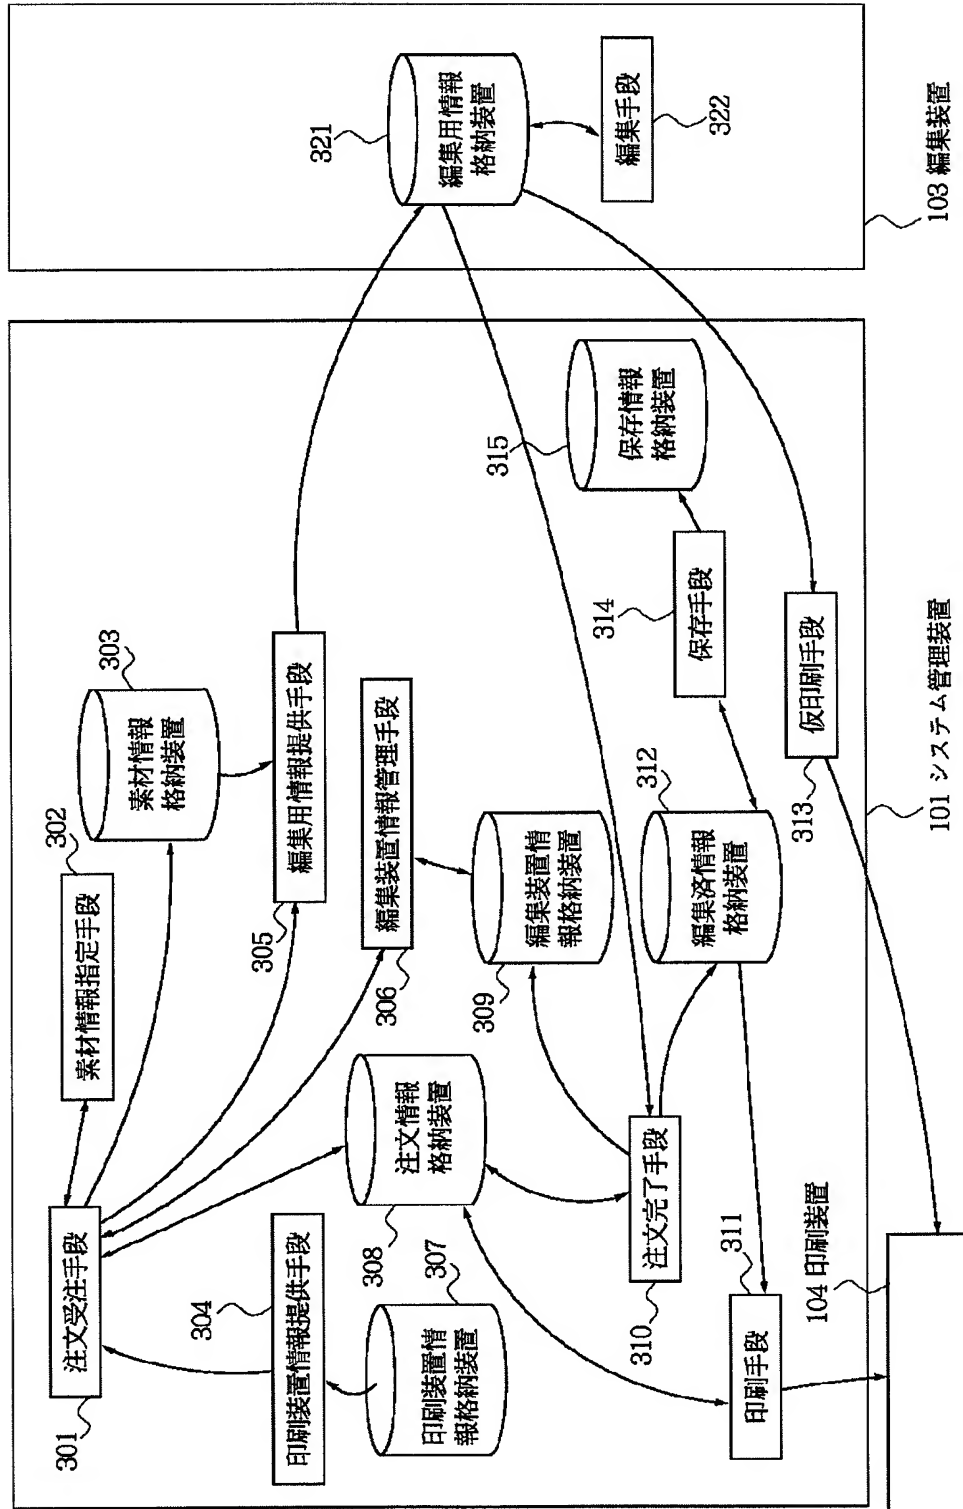 301
注文受注手段
302
素材情報指定手段
303
素材情報
格納装置
304
印刷装置情報提供手段
305
編集用情報提供手段
306
編集装置情報管理手段
307
印刷装置情
報格納装置
308
注文情報
格納装置
309
編集装置情
報格納装置
310
注文完了手段
311
印刷手段
312
編集済情報
格納装置
313
仮印刷手段
314
保存手段
315
保存情報
格納装置
321
編集用情報
格納装置
322
編集手段
104 印刷装置
101 システム管理装置
103 編集装置